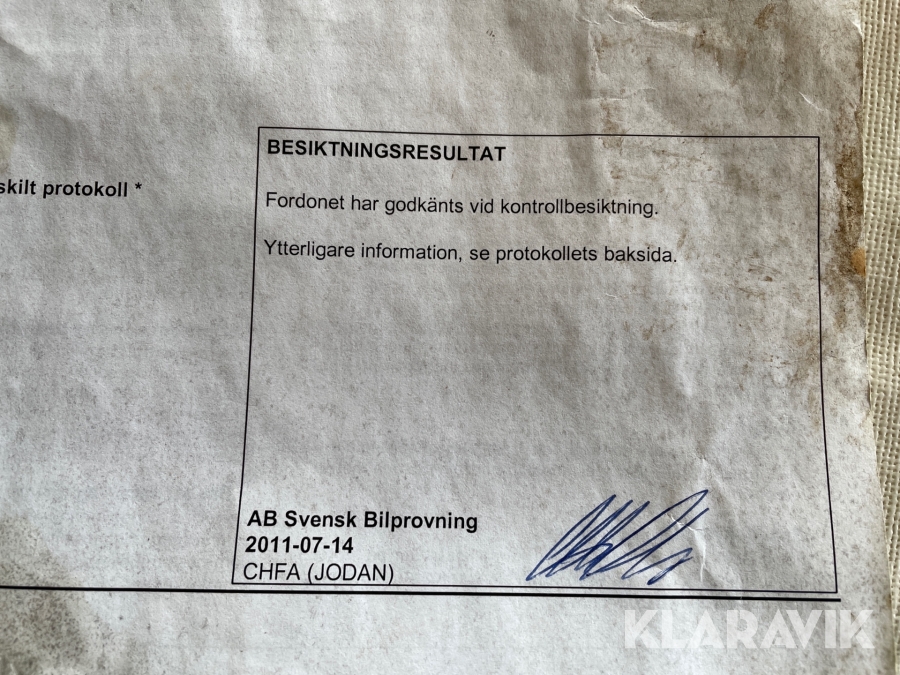 BESIKTNINGSRESULTAT
skilt protokoll *
Fordonet har godkänts vid kontrollbesiktning.
Ytterligare information, se protokollets baksida.
AB Svensk Bilprovning
2011-07-14
CHFA (JODAN)
KLARAVIK